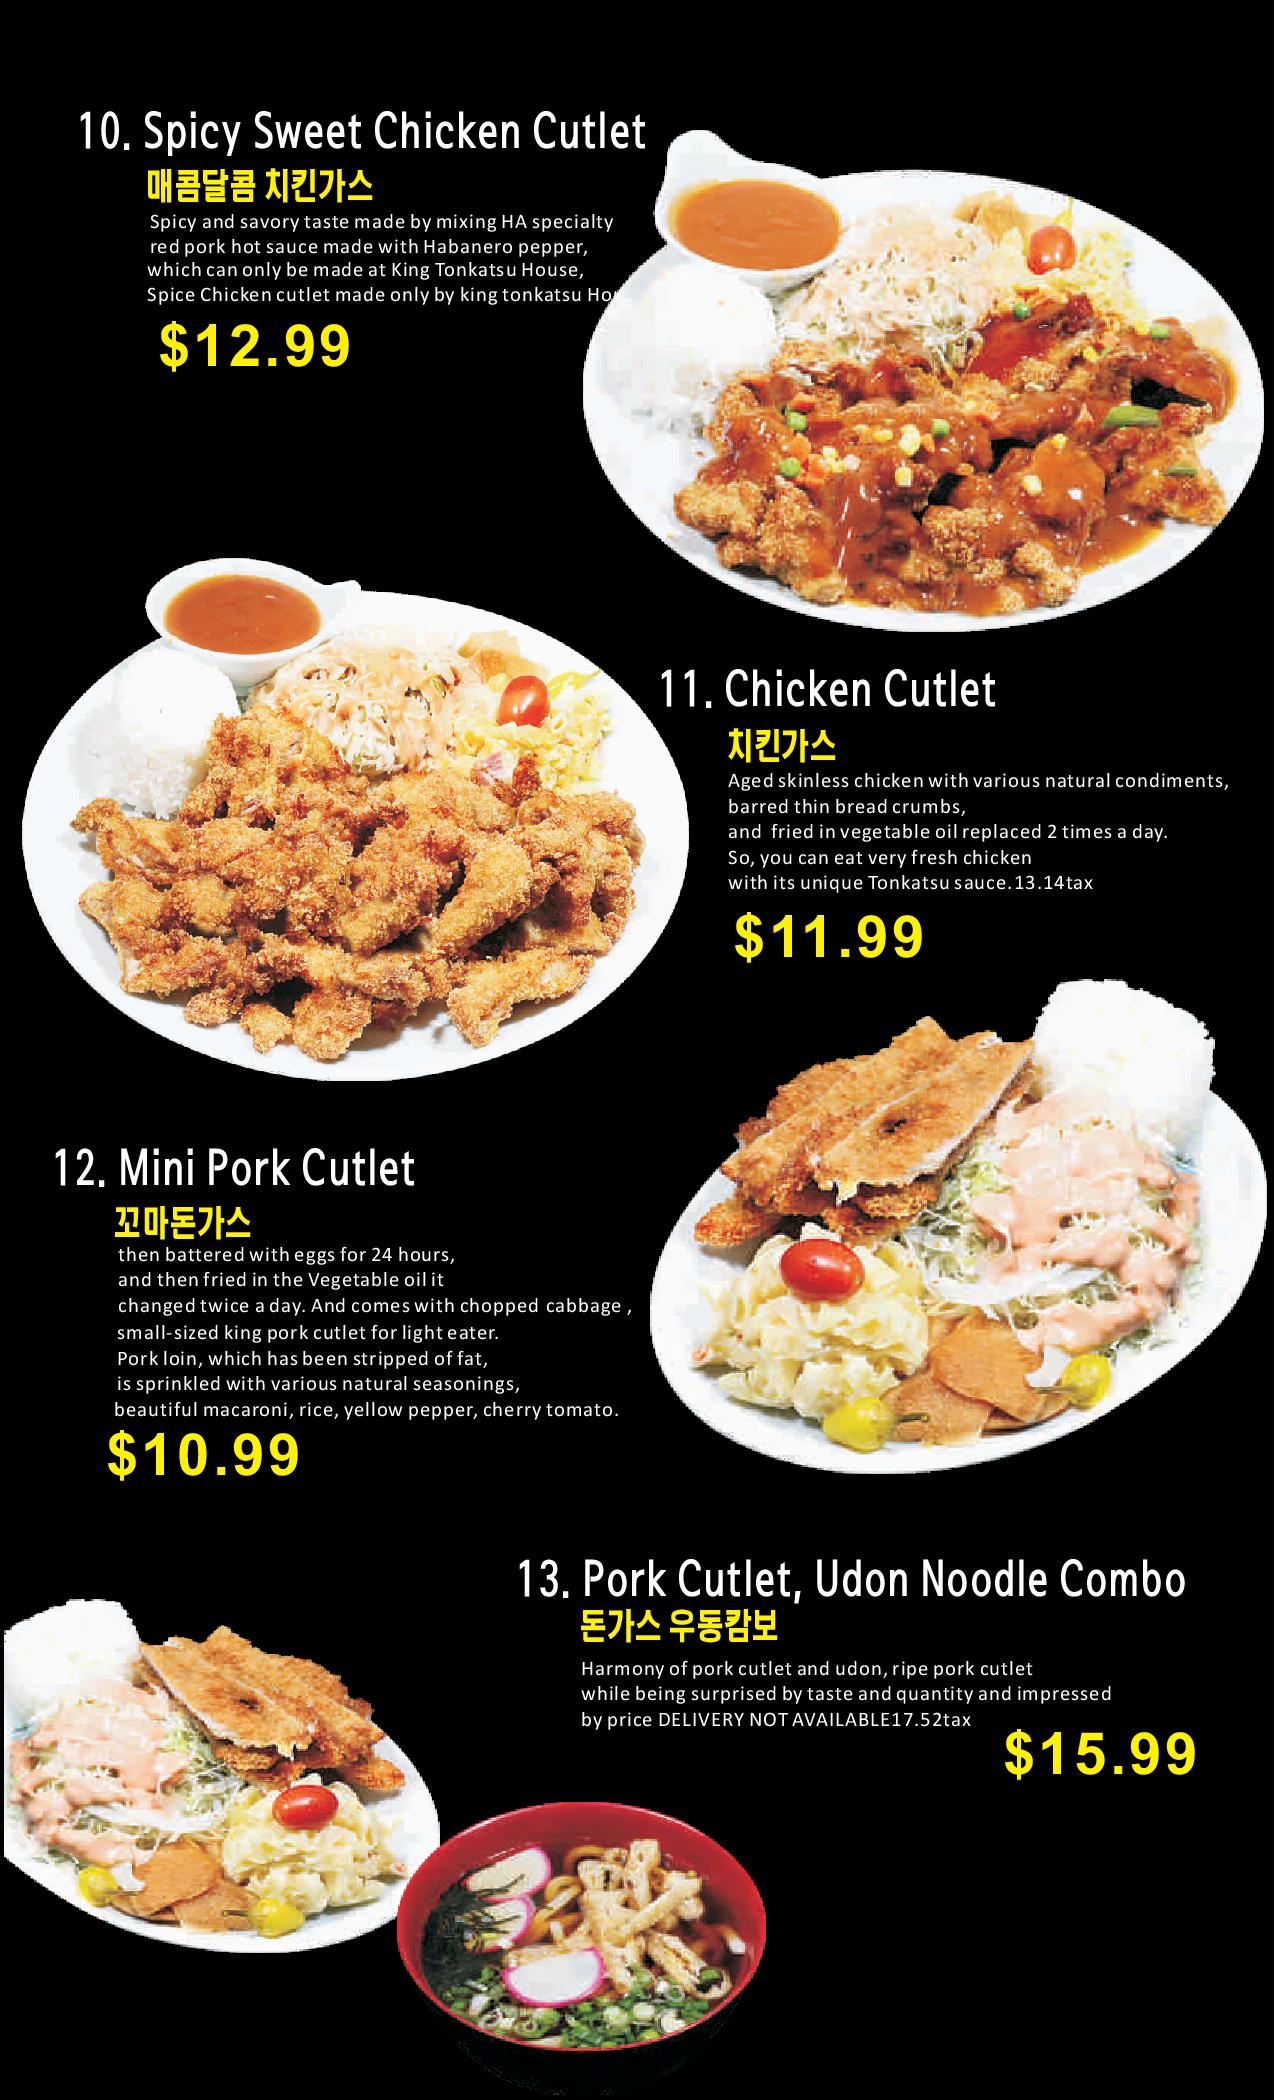 10. Spicy Sweet Chicken Cutlet
매콤달콤 치킨가스
Spicy and savory taste made by mixing HA specialty
red pork hot sauce made with Habanero pepper,
which can only be made at King Tonkatsu House,
Spice Chicken cutlet made only by king tonkatsu
$12.99
11. Chicken Cutlet
치킨가스
Aged skinless chicken with various natural condiments,
barred thin bread crumbs,
and fried in vegetable oil replaced 2 times a day.
So, you can eat very fresh chicken
with its unique Tonkatsu sauce.13.14tax
$11.99
12. Mini Pork Cutlet
꼬마돈가스
then battered with eggs for 24 hours,
and then fried in the Vegetable oil it
changed twice a day. And comes with chopped cabbage ,
small-sized king pork cutlet for light eater.
Pork loin, which has been stripped of fat,
is sprinkled with various natural seasonings,
beautiful macaroni, rice, yellow pepper, cherry tomato.
$10.99
13. Pork Cutlet, Udon Noodle Combo
돈가스 우동캄보
Harmony of pork cutlet and udon, ripe pork cutlet
while being surprised by taste and quantity and impressed
by price DELIVERY NOT AVAILABLE17.52tax
$15.99